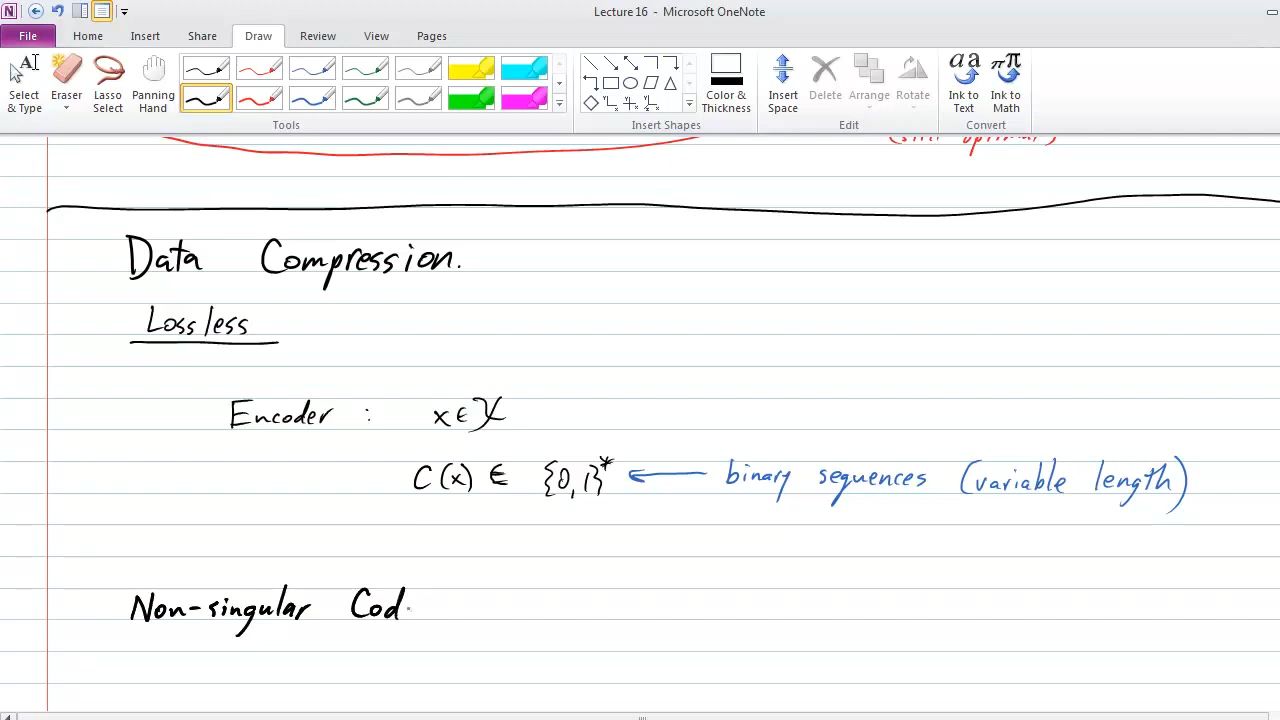 Lecture 16 - Microsoft OneNote
File Home Insert Share Draw Review View Pages
Select & Type Eraser Lasso Select Panning Hand Color & Thickness Insert Space Delete Arrange Rotate Ink to Text Ink to Math
Tools Insert Shapes Edit Convert
Data Compression.
Lossless
Encoder : x ∈ 𝒳
C(x) ∈ {0,1}* ← binary sequences (variable length)
Non-singular Cod